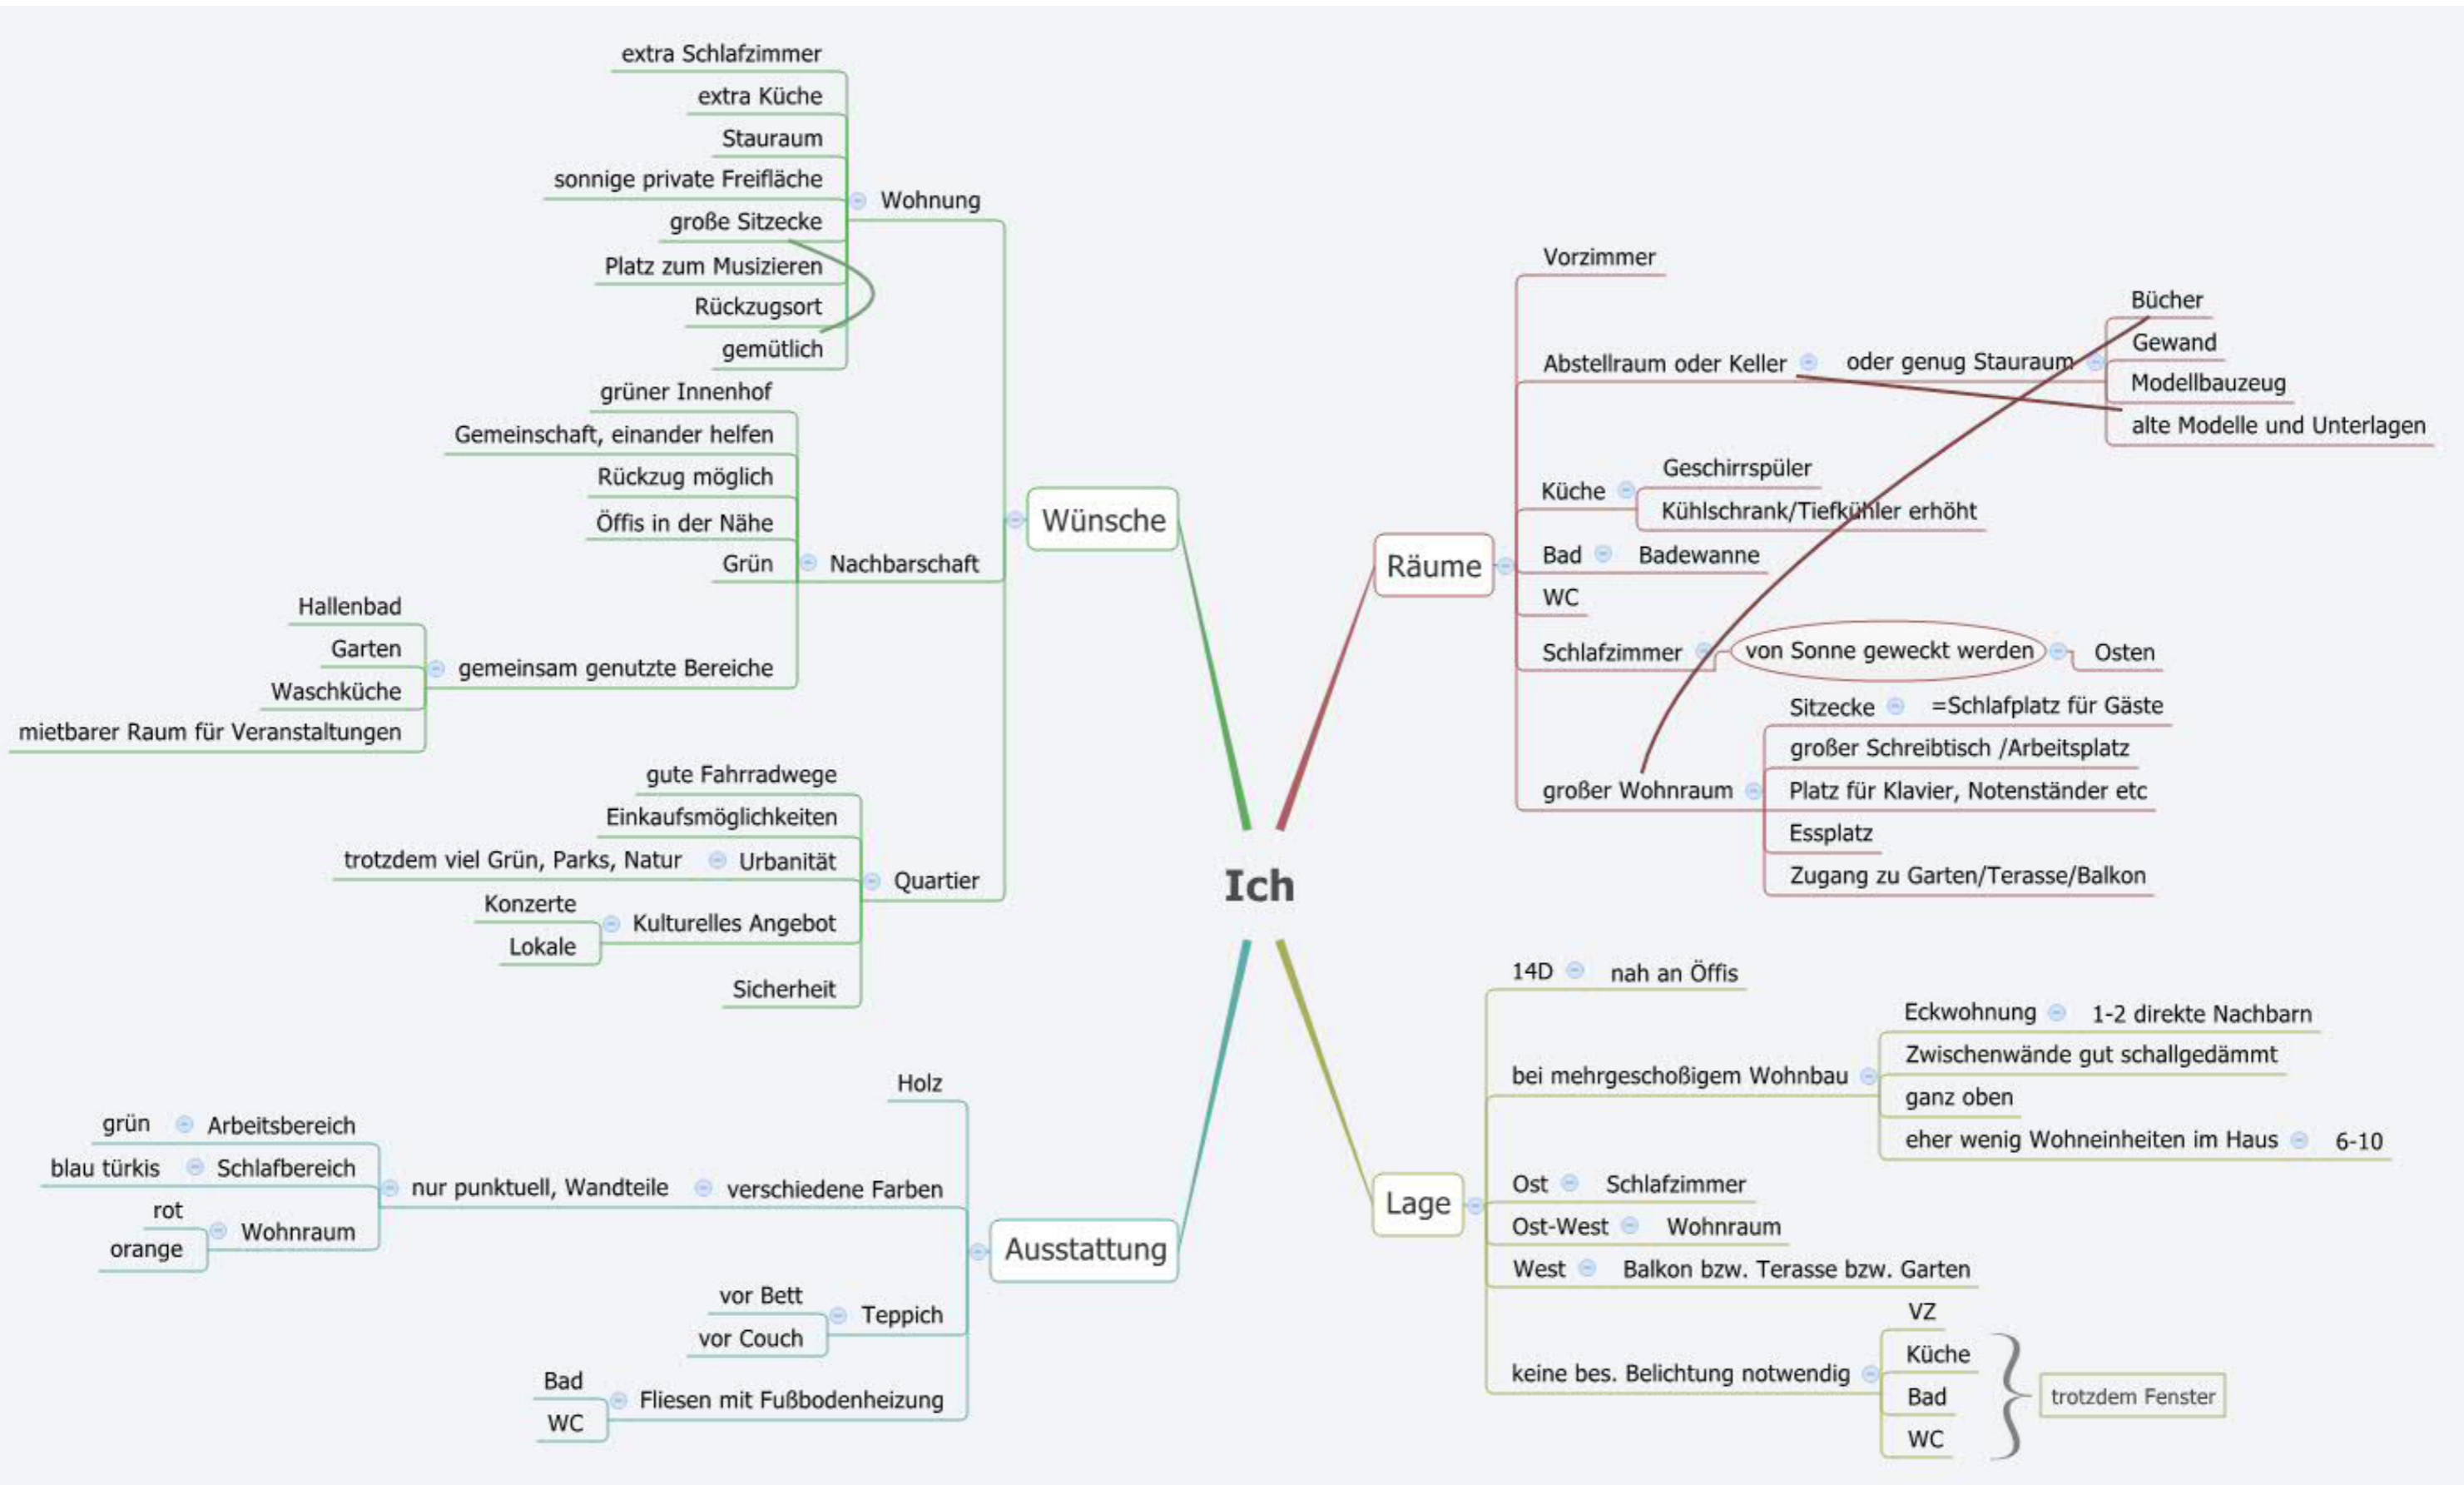 extra Schlafzimmer
extra Küche
Stauraum
sonnige private Freifläche
große Sitzecke
Platz zum Musizieren
Rückzugsort
gemütlich
Wohnung
grüner Innenhof
Gemeinschaft, einander helfen
Rückzug möglich
Öffis in der Nähe
Grün
Nachbarschaft
Hallenbad
Garten
Waschküche
mietbarer Raum für Veranstaltungen
gemeinsam genutzte Bereiche
gute Fahrradwege
Einkaufsmöglichkeiten
trotzdem viel Grün, Parks, Natur
Urbanität
Konzerte
Lokale
Kulturelles Angebot
Sicherheit
Quartier
Wünsche
Räume
Vorzimmer
Abstellraum oder Keller
oder genug Stauraum
Bücher
Gewand
Modellbauzeug
alte Modelle und Unterlagen
Küche
Geschirrspüler
Kühlschrank/Tiefkühler erhöht
Bad
Badewanne
WC
Schlafzimmer
von Sonne geweckt werden
Osten
großer Wohnraum
Sitzecke
=Schlafplatz für Gäste
großer Schreibtisch /Arbeitsplatz
Platz für Klavier, Notenständer etc
Essplatz
Zugang zu Garten/Terasse/Balkon
Ich
Holz
grün
Arbeitsbereich
blau türkis
Schlafbereich
rot
orange
Wohnraum
nur punktuell, Wandteile
verschiedene Farben
vor Bett
vor Couch
Teppich
Bad
WC
Fliesen mit Fußbodenheizung
Ausstattung
Lage
14D
nah an Öffis
bei mehrgeschoßigem Wohnbau
Eckwohnung
1-2 direkte Nachbarn
Zwischenwände gut schallgedämmt
ganz oben
eher wenig Wohneinheiten im Haus
6-10
Ost
Schlafzimmer
Ost-West
Wohnraum
West
Balkon bzw. Terasse bzw. Garten
keine bes. Belichtung notwendig
VZ
Küche
Bad
WC
trotzdem Fenster